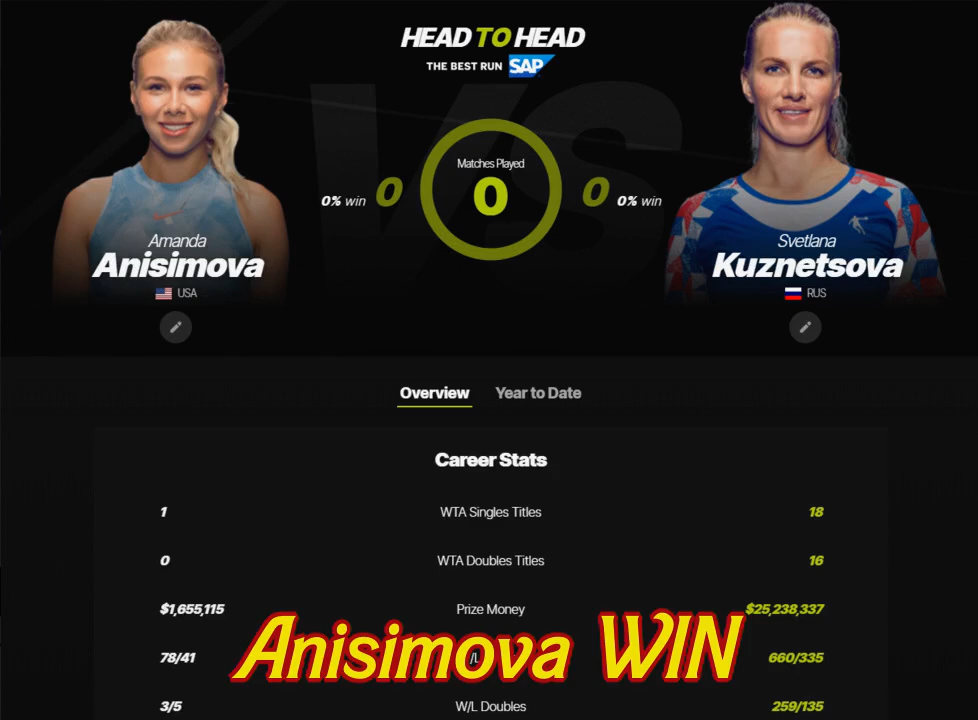 HEAD TO HEAD
THE BEST RUN SAP
VS
Matches Played
0% win 0 0 0 0% win
Amanda Svetlana
Anisimova Kuznetsova
USA RUS
Overview Year to Date
Career Stats
1 WTA Singles Titles 18
0 WTA Doubles Titles 16
$1,655,115 Prize Money $25,238,337
78/41 /L 660/335
Anisimova WIN
3/5 W/L Doubles 259/135